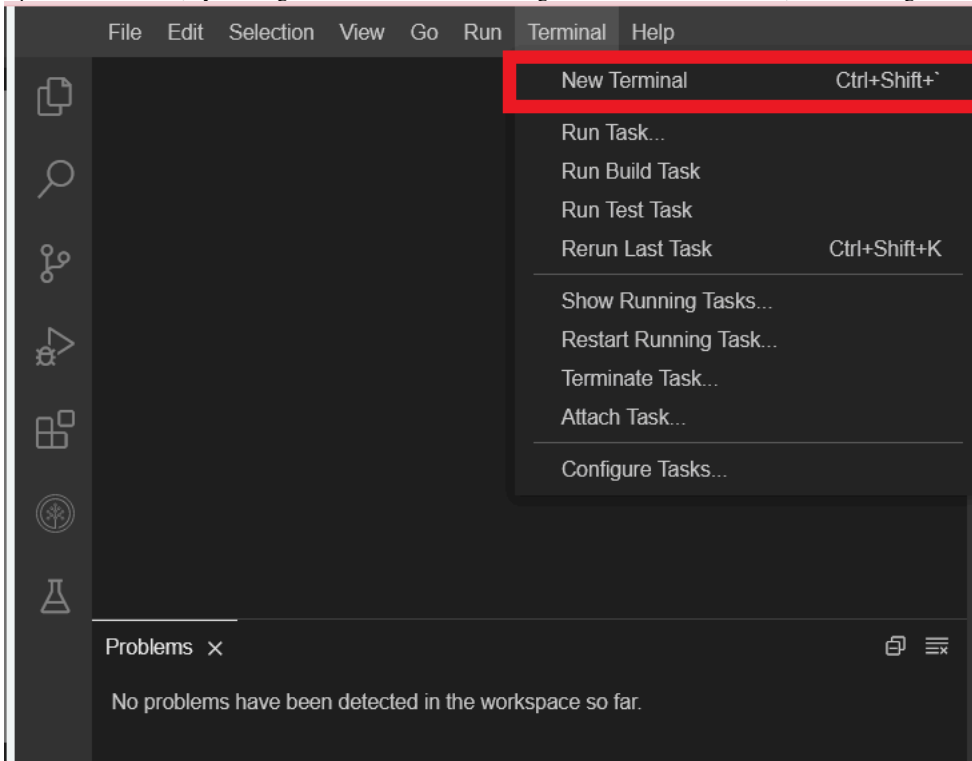 File Edit Selection View Go Run Terminal Help
New Terminal Ctrl+Shift+`
Run Task...
Run Build Task
Run Test Task
Rerun Last Task Ctrl+Shift+K
Show Running Tasks...
Restart Running Task...
Terminate Task...
Attach Task...
Configure Tasks...
Problems
No problems have been detected in the workspace so far.